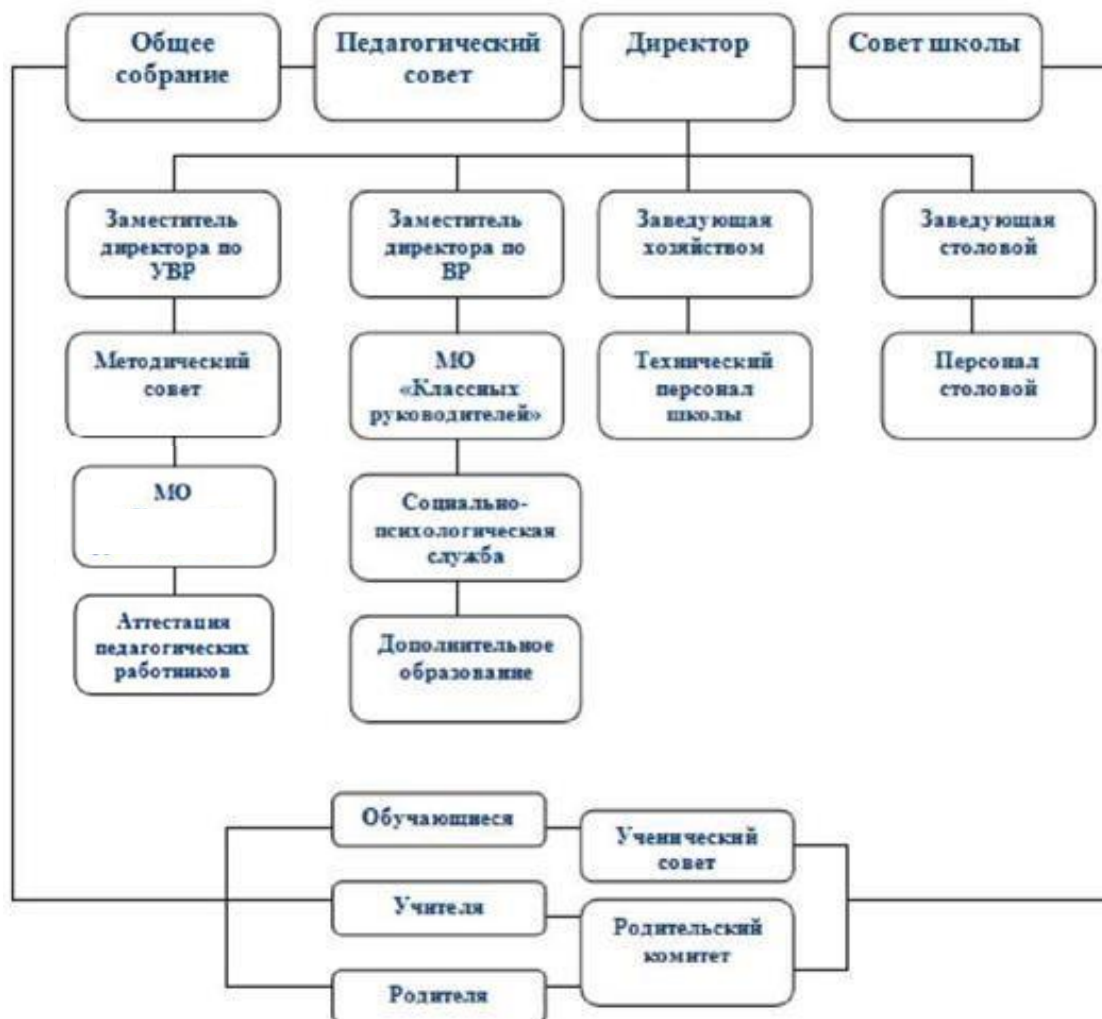 Общее
собрание
Педагогический
совет
Директор
Совет школы
Заместитель
директора по
УВР
Заместитель
директора по
ВР
Заведующая
хозяйством
Заведующая
столовой
Методический
совет
МО
«Классных
руководителей»
Технический
персонал
школы
Персонал
столовой
МО
Социально-
психологическая
служба
Аттестация
педагогических
работников
Дополнительное
образование
Обучающиеся
Ученический
совет
Учителя
Родительский
комитет
Родителя